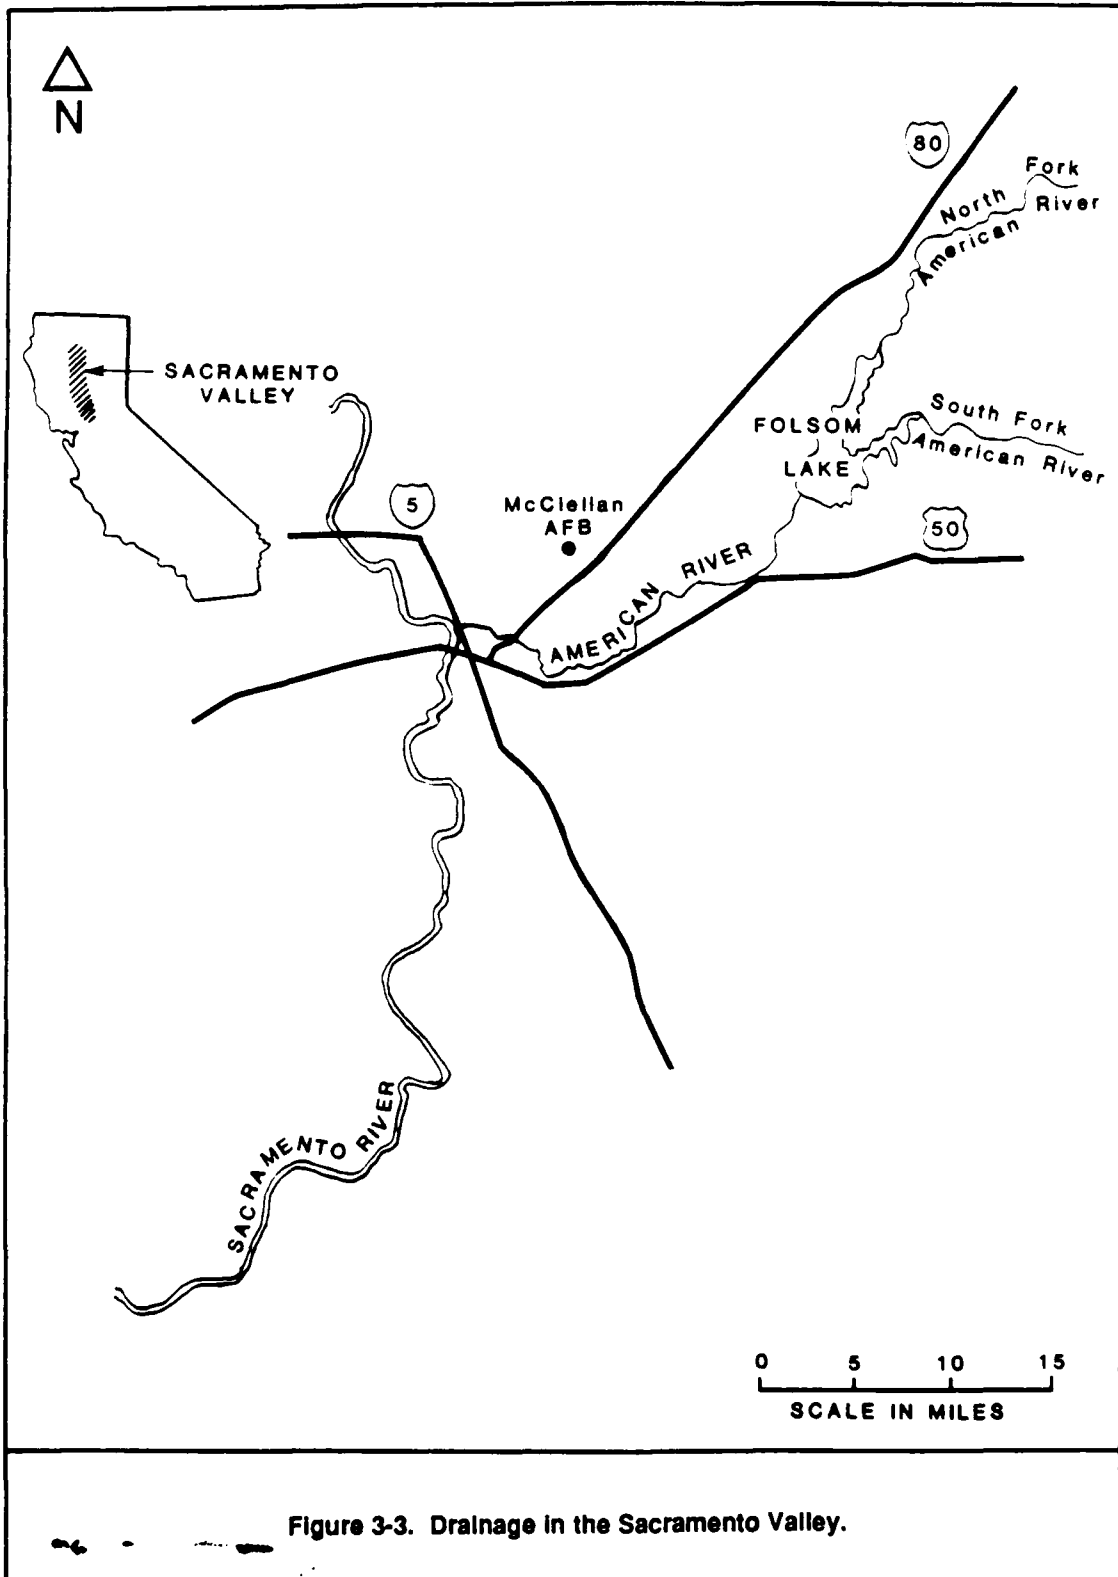 N
80
Fork
North
River
American
SACRAMENTO
VALLEY
South Fork
FOLSOM
American River
LAKE
5
McClellan
AFB
50
AMERICAN RIVER
SACRAMENTO RIVER
0 5 10 15
SCALE IN MILES
Figure 3-3. Drainage in the Sacramento Valley.